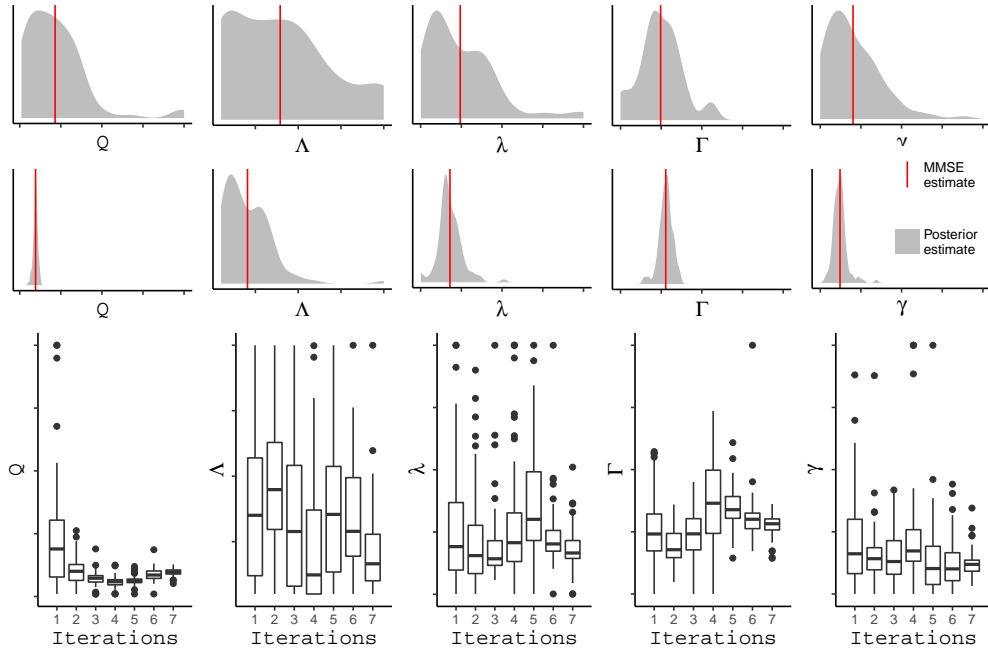 Q Λ λ Γ γ
MMSE
estimate
Posterior
estimate
Q Λ λ Γ γ
Q Λ λ Γ γ
1 2 3 4 5 6 7 1 2 3 4 5 6 7 1 2 3 4 5 6 7 1 2 3 4 5 6 7 1 2 3 4 5 6 7
Iterations Iterations Iterations Iterations Iterations